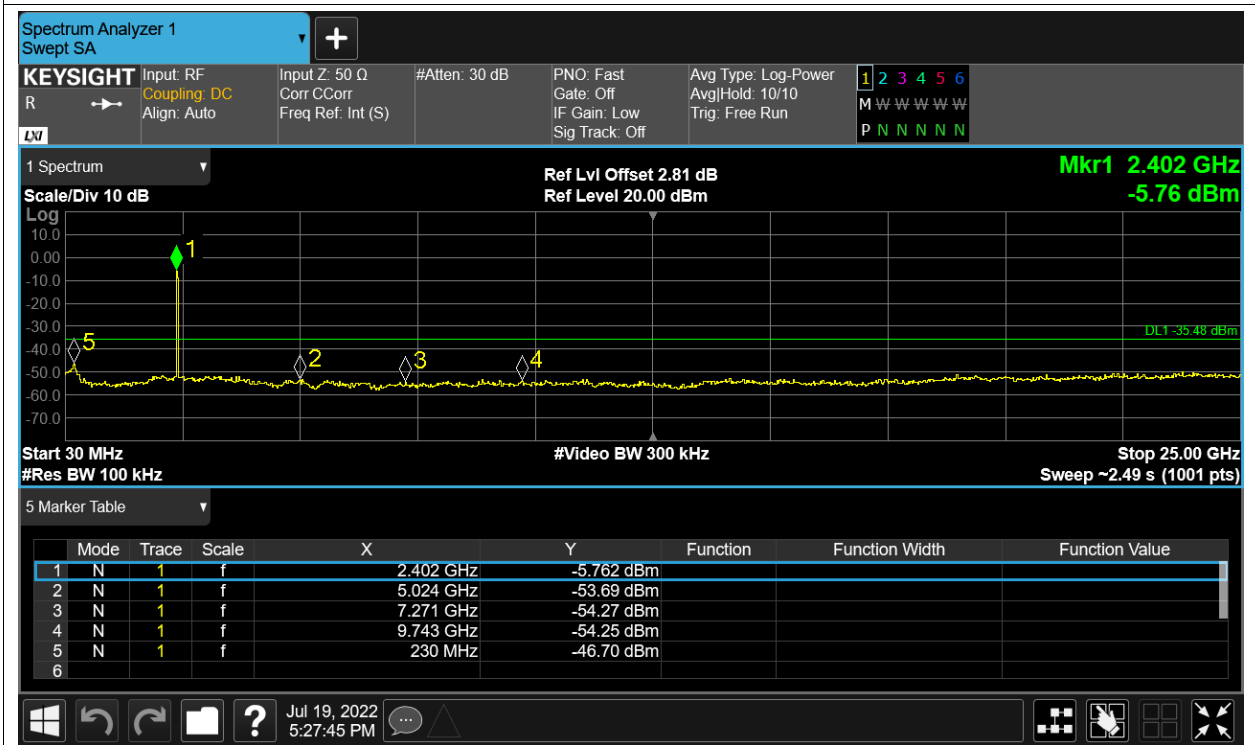 Spectrum Analyzer 1
Swept SA
KEYSIGHT
R
LXI
Input: RF
Coupling: DC
Align: Auto
Input Z: 50 Ω
Corr CCorr
Freq Ref: Int (S)
#Atten: 30 dB
PNO: Fast
Gate: Off
IF Gain: Low
Sig Track: Off
Avg Type: Log-Power
Avg|Hold: 10/10
Trig: Free Run
1 2 3 4 5 6
M W W W W W
P N N N N N
1 Spectrum
Scale/Div 10 dB
Ref Lvl Offset 2.81 dB
Ref Level 20.00 dBm
Mkr1 2.402 GHz
-5.76 dBm
Log
10.0
0.00
-10.0
-20.0
-30.0
-40.0
-50.0
-60.0
-70.0
1
5
2
3
4
DL1 -35.48 dBm
Start 30 MHz
#Res BW 100 kHz
#Video BW 300 kHz
Stop 25.00 GHz
Sweep ~2.49 s (1001 pts)
5 Marker Table
Mode Trace Scale X Y Function Function Width Function Value
1 N 1 f 2.402 GHz -5.762 dBm
2 N 1 f 5.024 GHz -53.69 dBm
3 N 1 f 7.271 GHz -54.27 dBm
4 N 1 f 9.743 GHz -54.25 dBm
5 N 1 f 230 MHz -46.70 dBm
6
?
Jul 19, 2022
5:27:45 PM